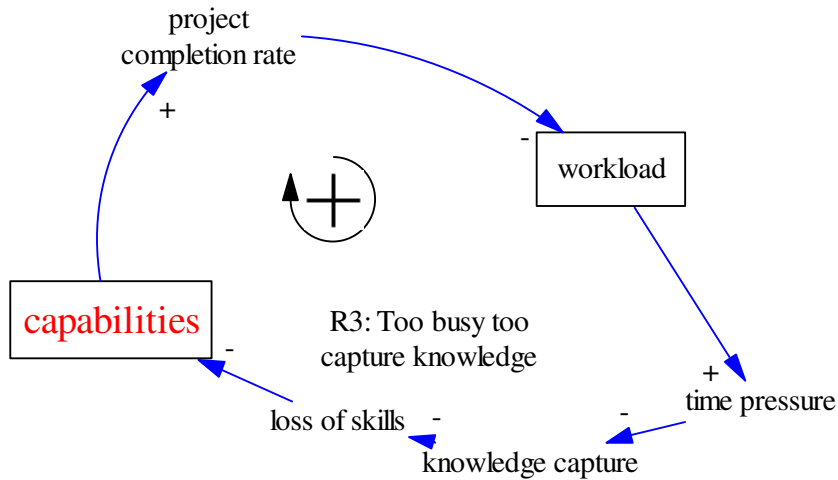 project
completion rate
+
-
workload
+
capabilities
-
R3: Too busy too
capture knowledge
+
time pressure
-
loss of skills
-
knowledge capture